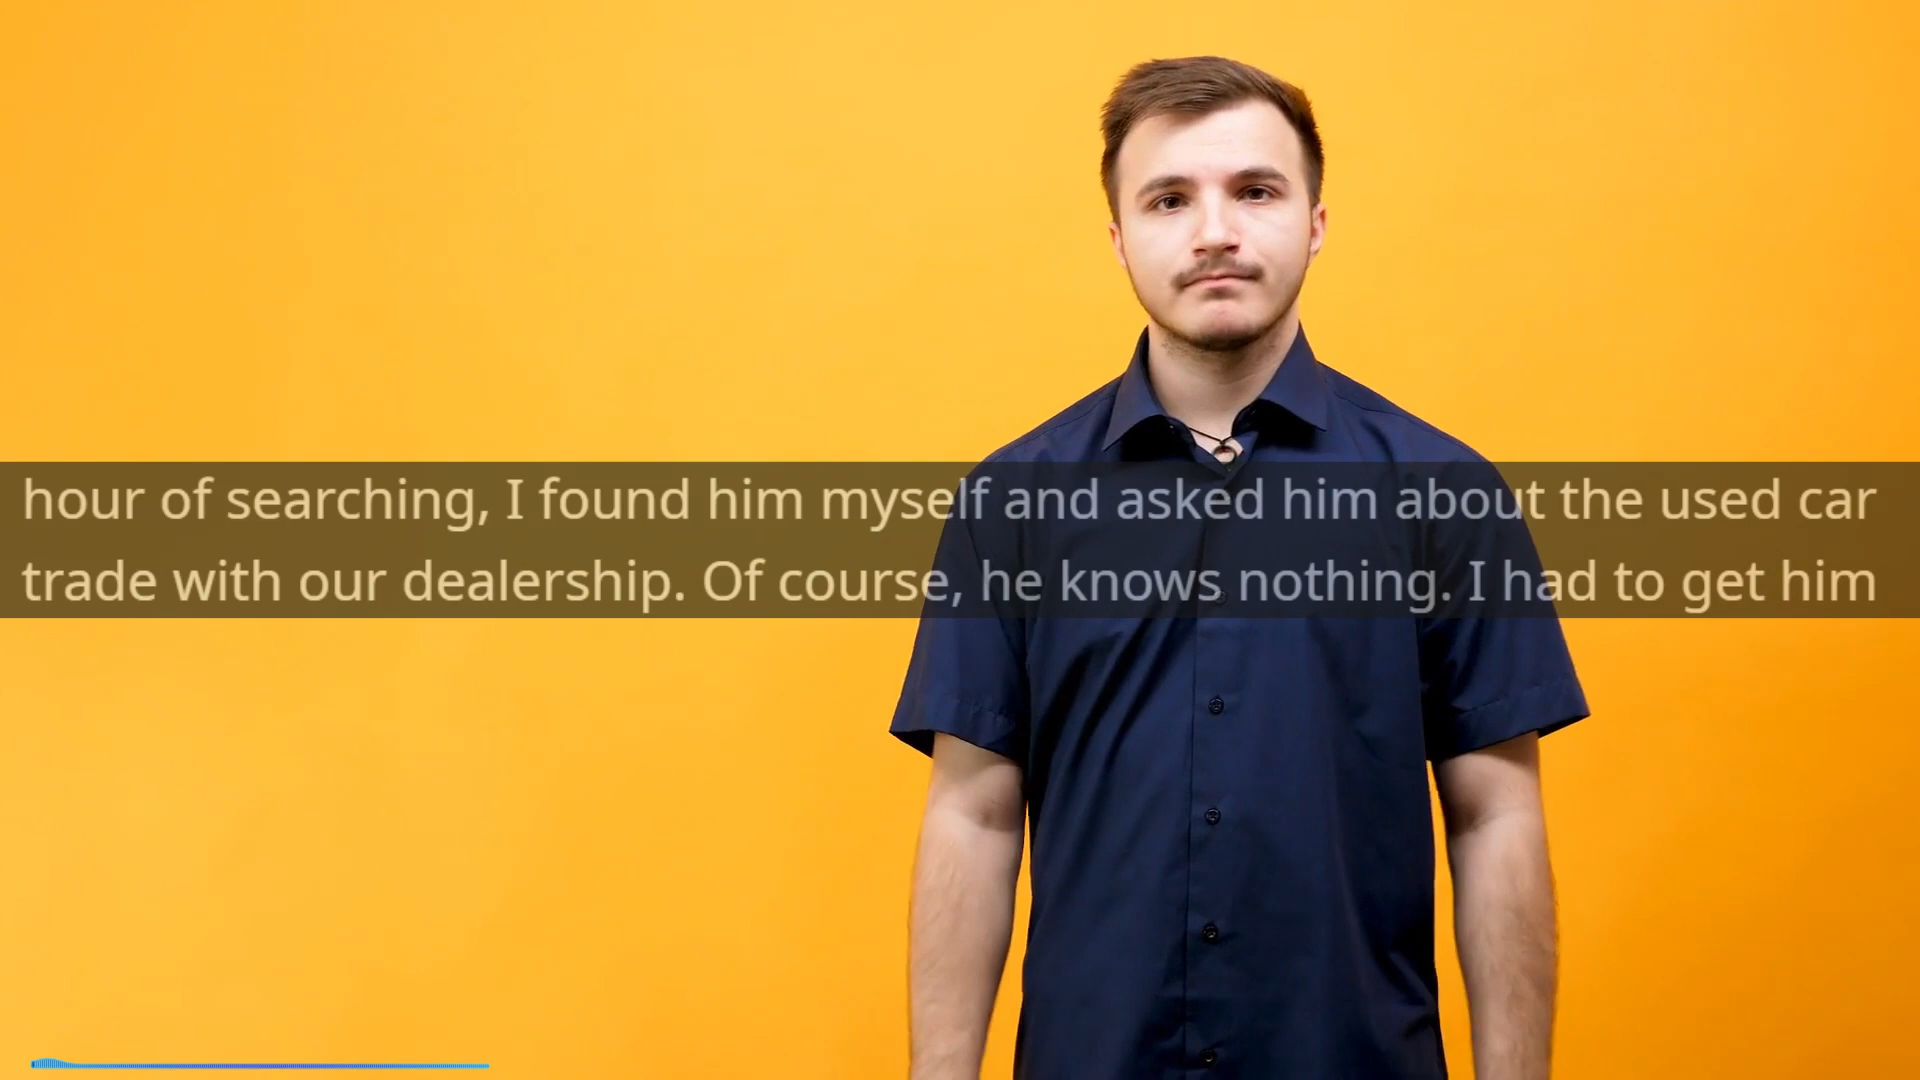 hour of searching, I found him myself and asked him about the used car
trade with our dealership. Of course, he knows nothing. I had to get him